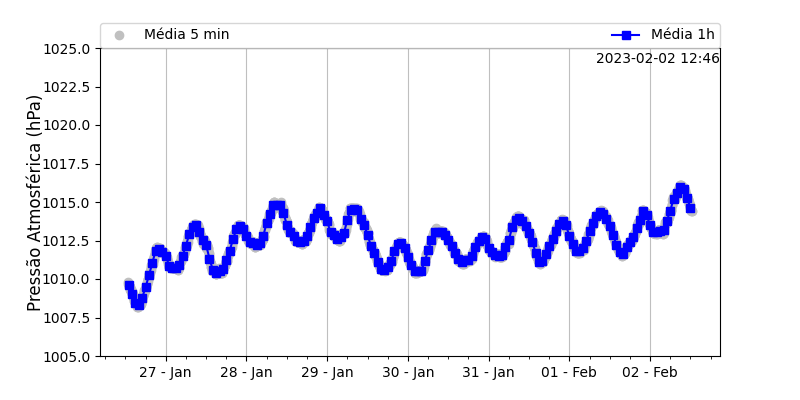 Média 5 min
Média 1h
2023-02-02 12:46
Pressão Atmosférica (hPa)
1025.0
1022.5
1020.0
1017.5
1015.0
1012.5
1010.0
1007.5
1005.0
27 - Jan
28 - Jan
29 - Jan
30 - Jan
31 - Jan
01 - Feb
02 - Feb